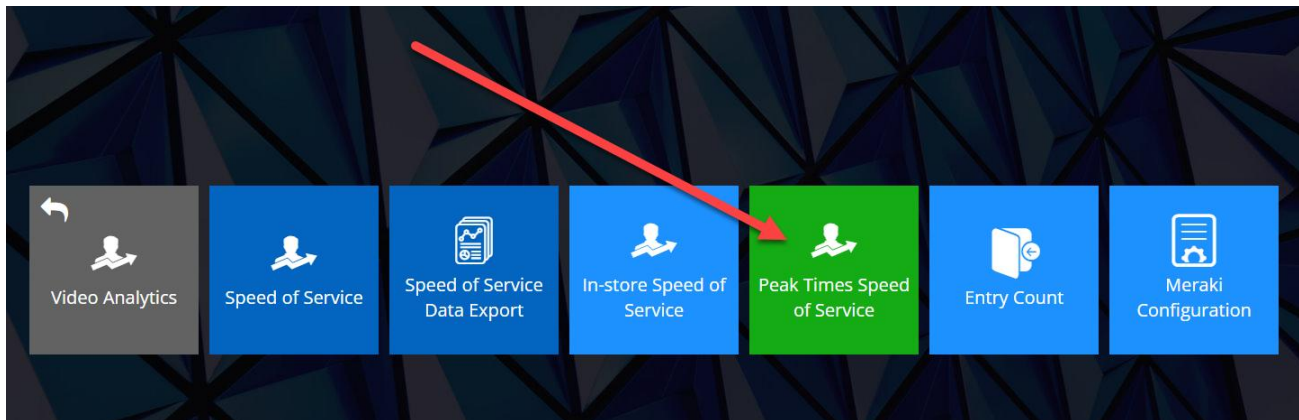 Video Analytics
Speed of Service
Speed of Service
Data Export
In-store Speed of
Service
Peak Times Speed
of Service
Entry Count
Meraki
Configuration